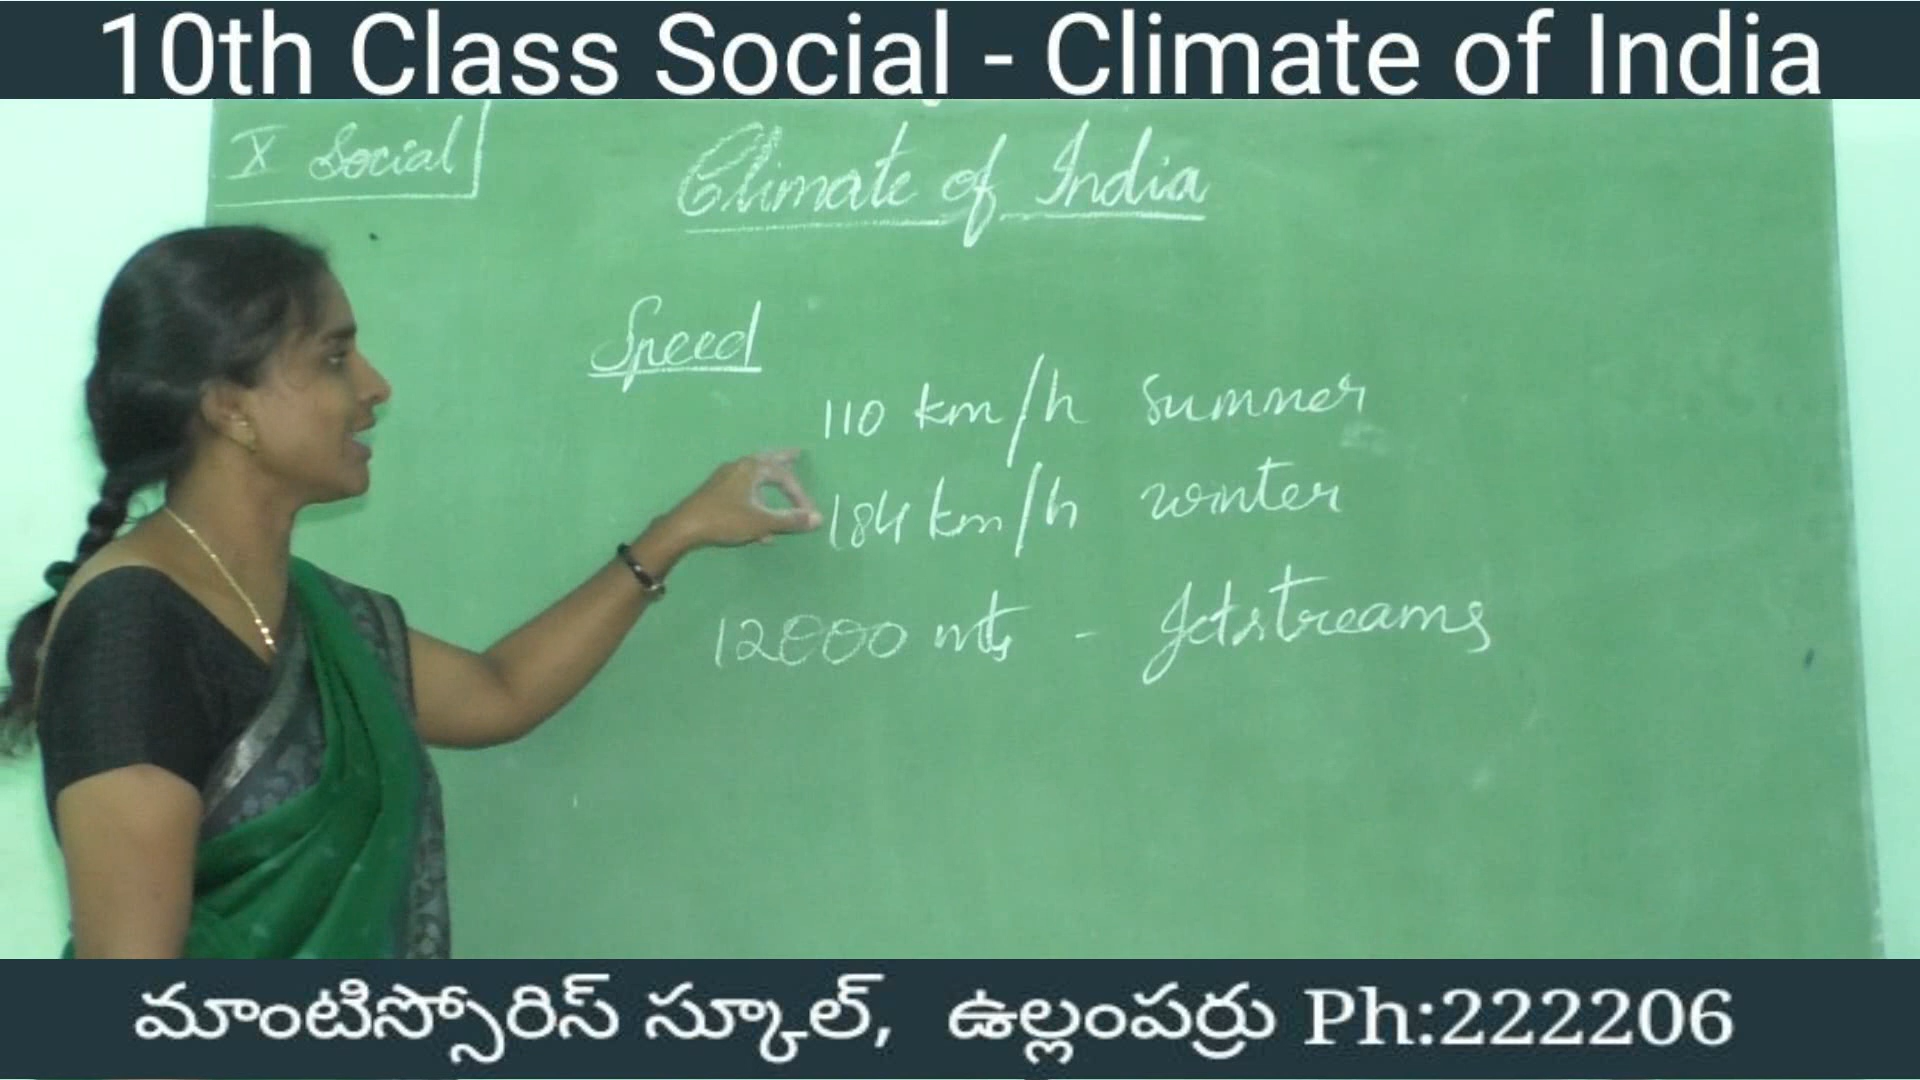 10th Class Social - Climate of India
X Social
Climate of India
Speed
110 km/h summer
184 km/h winter
12000 mts - Jetstreams
మాంటిస్సోరిస్ స్కూల్, ఉల్లంపర్రు Ph:222206